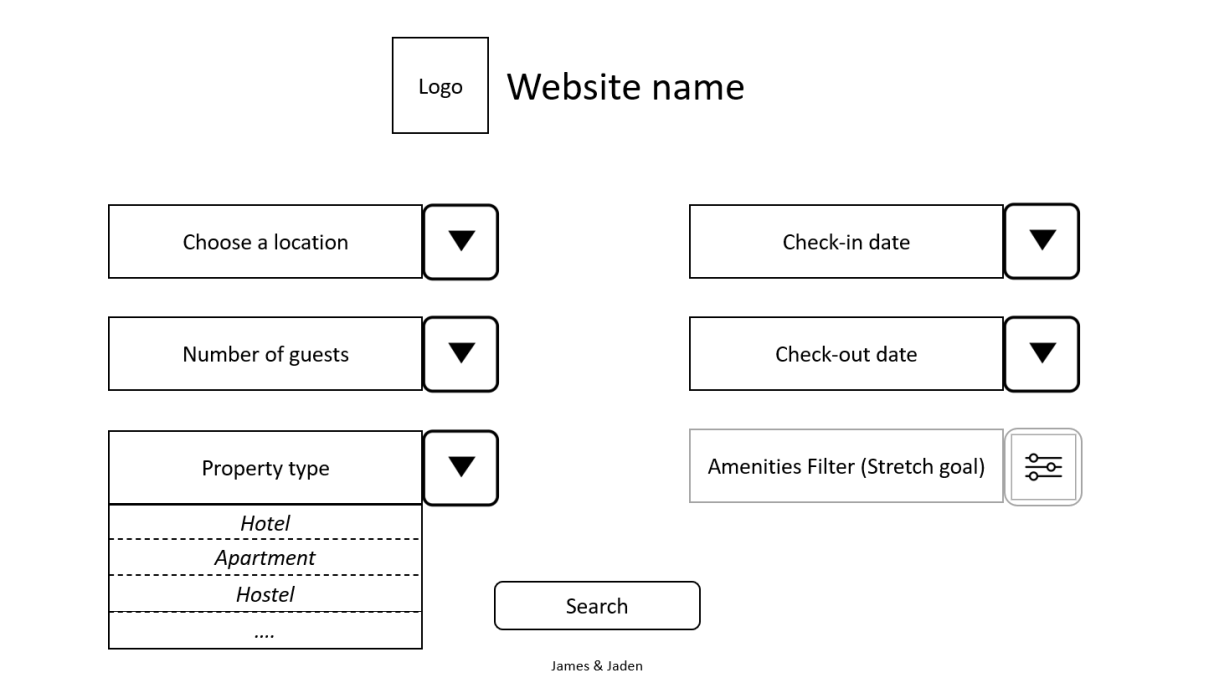 Logo
Website name
Choose a location
Check-in date
Number of guests
Check-out date
Property type
Amenities Filter (Stretch goal)
Hotel
Apartment
Hostel
....
Search
James & Jaden